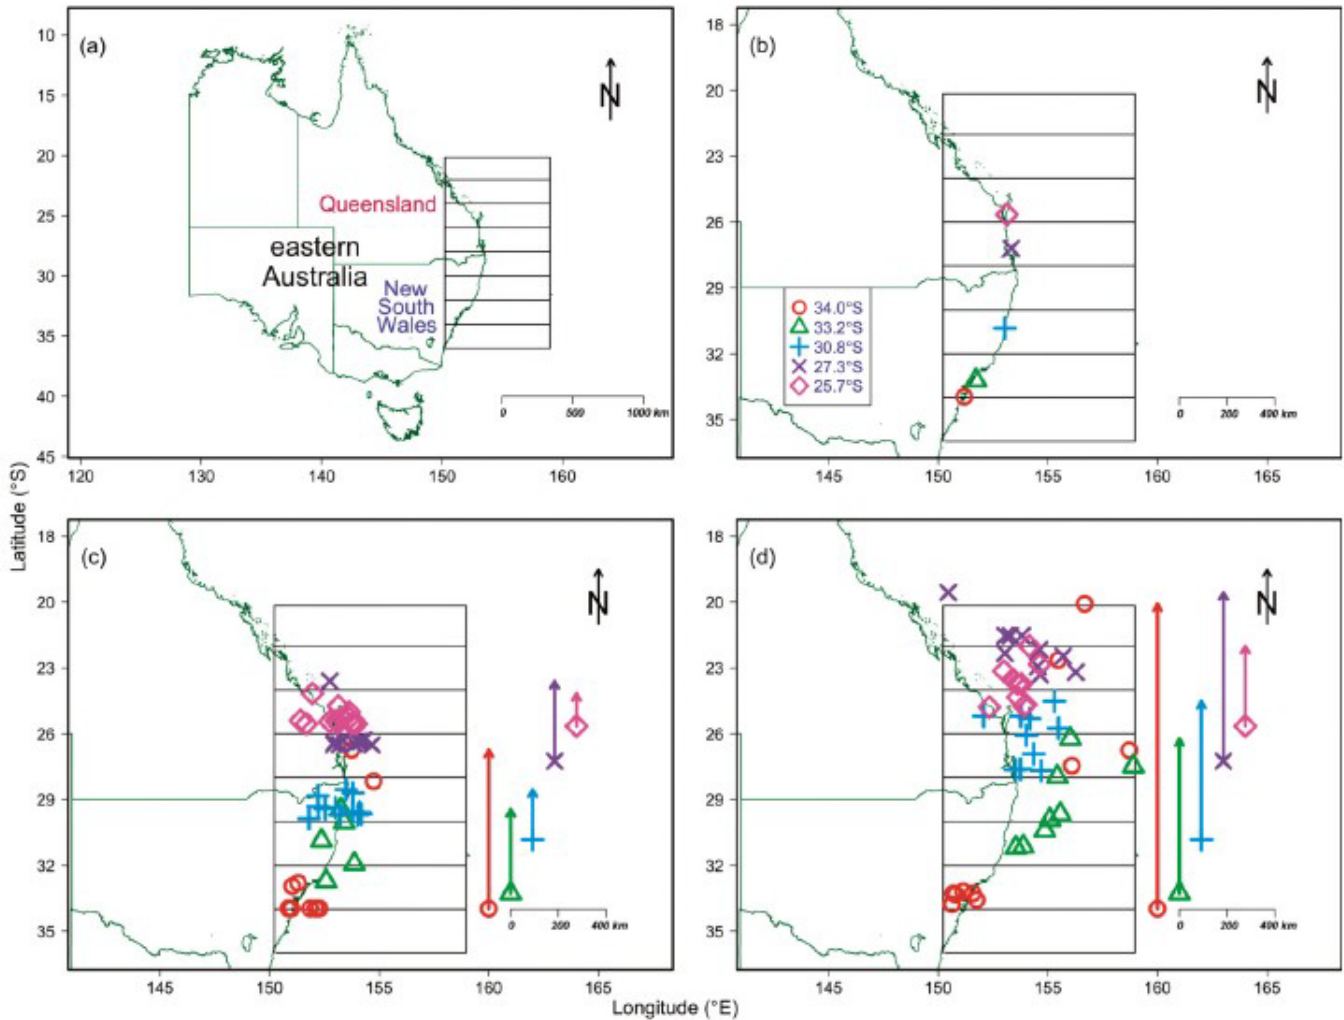 (a)
N
Queensland
eastern
Australia
New
South
Wales
0 500 1000 km
10
15
20
25
30
35
40
45
120 130 140 150 160
(b)
N
34.0°S
33.2°S
30.8°S
27.3°S
25.7°S
0 200 400 km
18
20
23
26
29
32
35
145 150 155 160 165
Latitude (°S)
(c)
N
0 200 400 km
18
20
23
26
29
32
35
145 150 155 160 165
(d)
N
0 200 400 km
18
20
23
26
29
32
35
145 150 155 160 165
Longitude (°E)